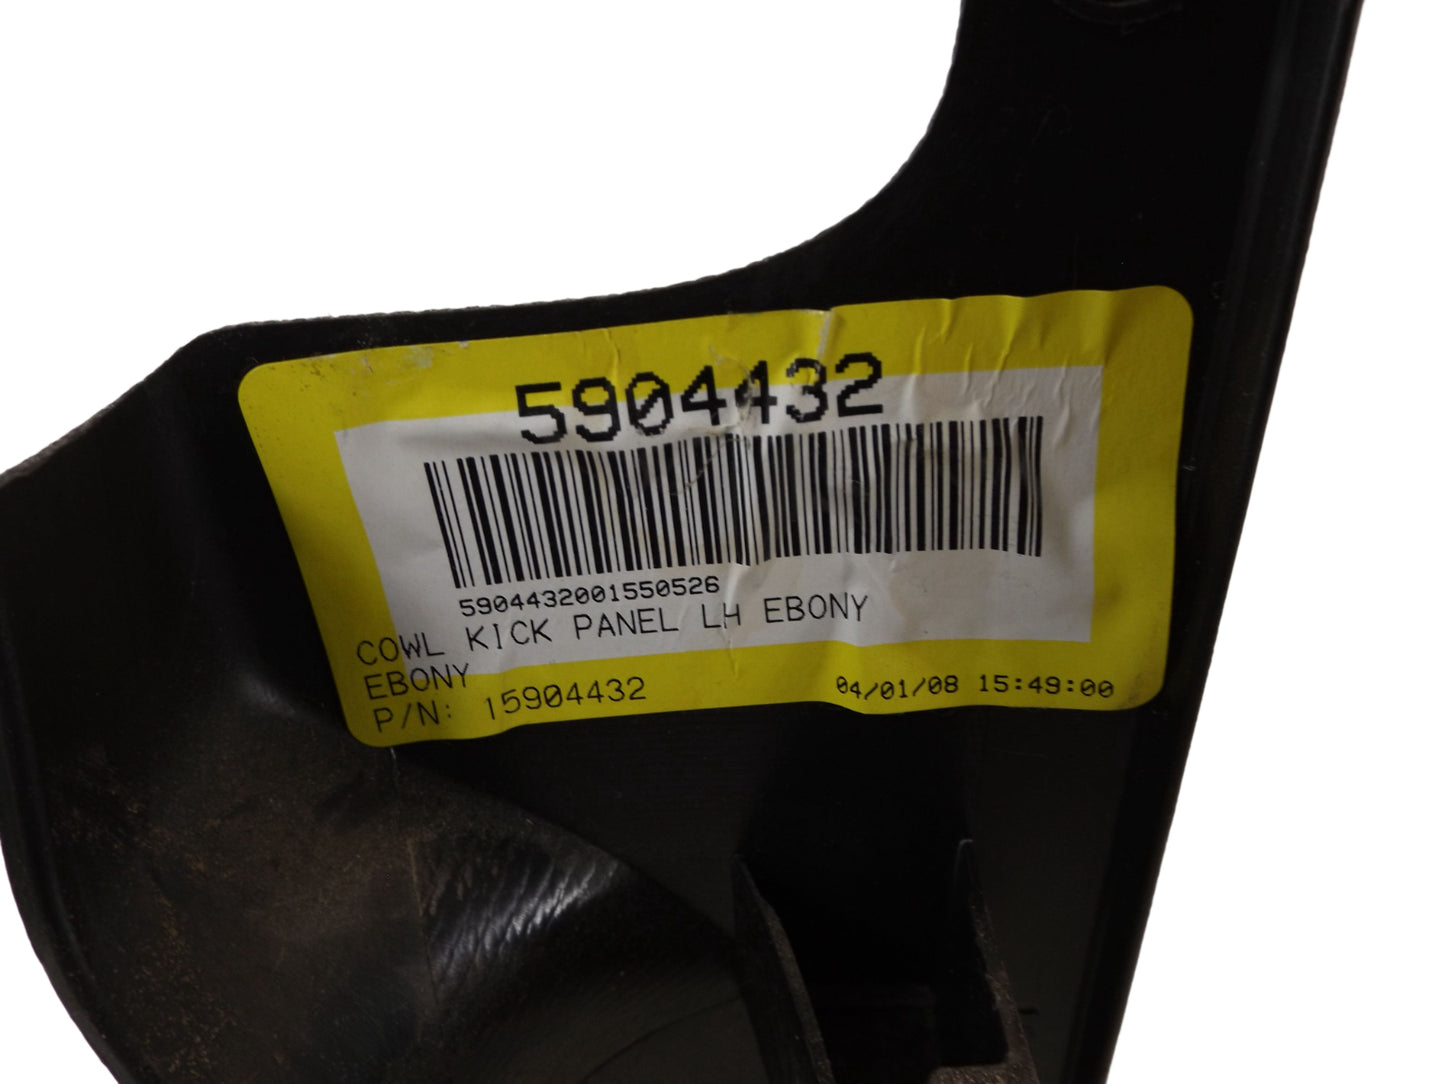 5904432
5904432001550526
COWL KICK PANEL LH EBONY
EBONY
P/N: 15904432
04/01/08 15:49:00